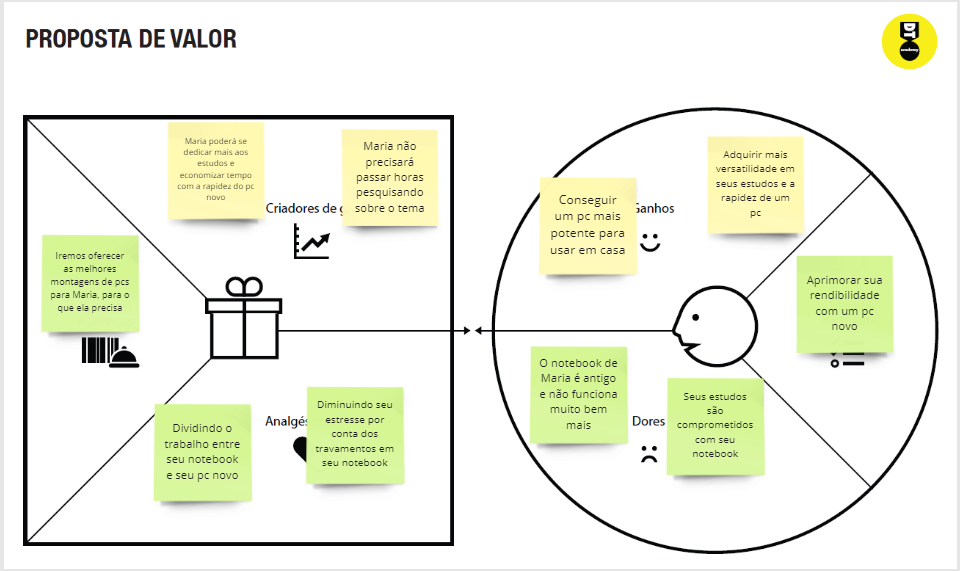 PROPOSTA DE VALOR
DT
academy
Maria poderá se
dedicar mais aos
estudos e
economizar tempo
com a rapidez do pc
novo
Maria não
precisará
passar horas
pesquisando
sobre o tema
Criadores de g
Iremos oferecer
as melhores
montagens de pcs
para Maria, para o
que ela precisa
Dividindo o
trabalho entre
seu notebook
e seu pc novo
Analgés
Diminuindo seu
estresse por
conta dos
travamentos em
seu notebook
Conseguir
um pc mais
potente para
usar em casa
Ganhos
Adquirir mais
versatilidade em
seus estudos e a
rapidez de um
pc
Aprimorar sua
rendibilidade
com um pc
novo
O notebook de
Maria é antigo
e não funciona
muito bem
mais
Dores
Seus estudos
são
comprometidos
com seu
notebook